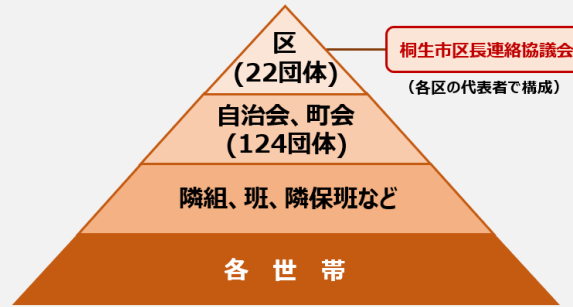 区
(22団体)
桐生市区長連絡協議会
（各区の代表者で構成）
自治会、町会
(124団体)
隣組、班、隣保班など
各　世　帯